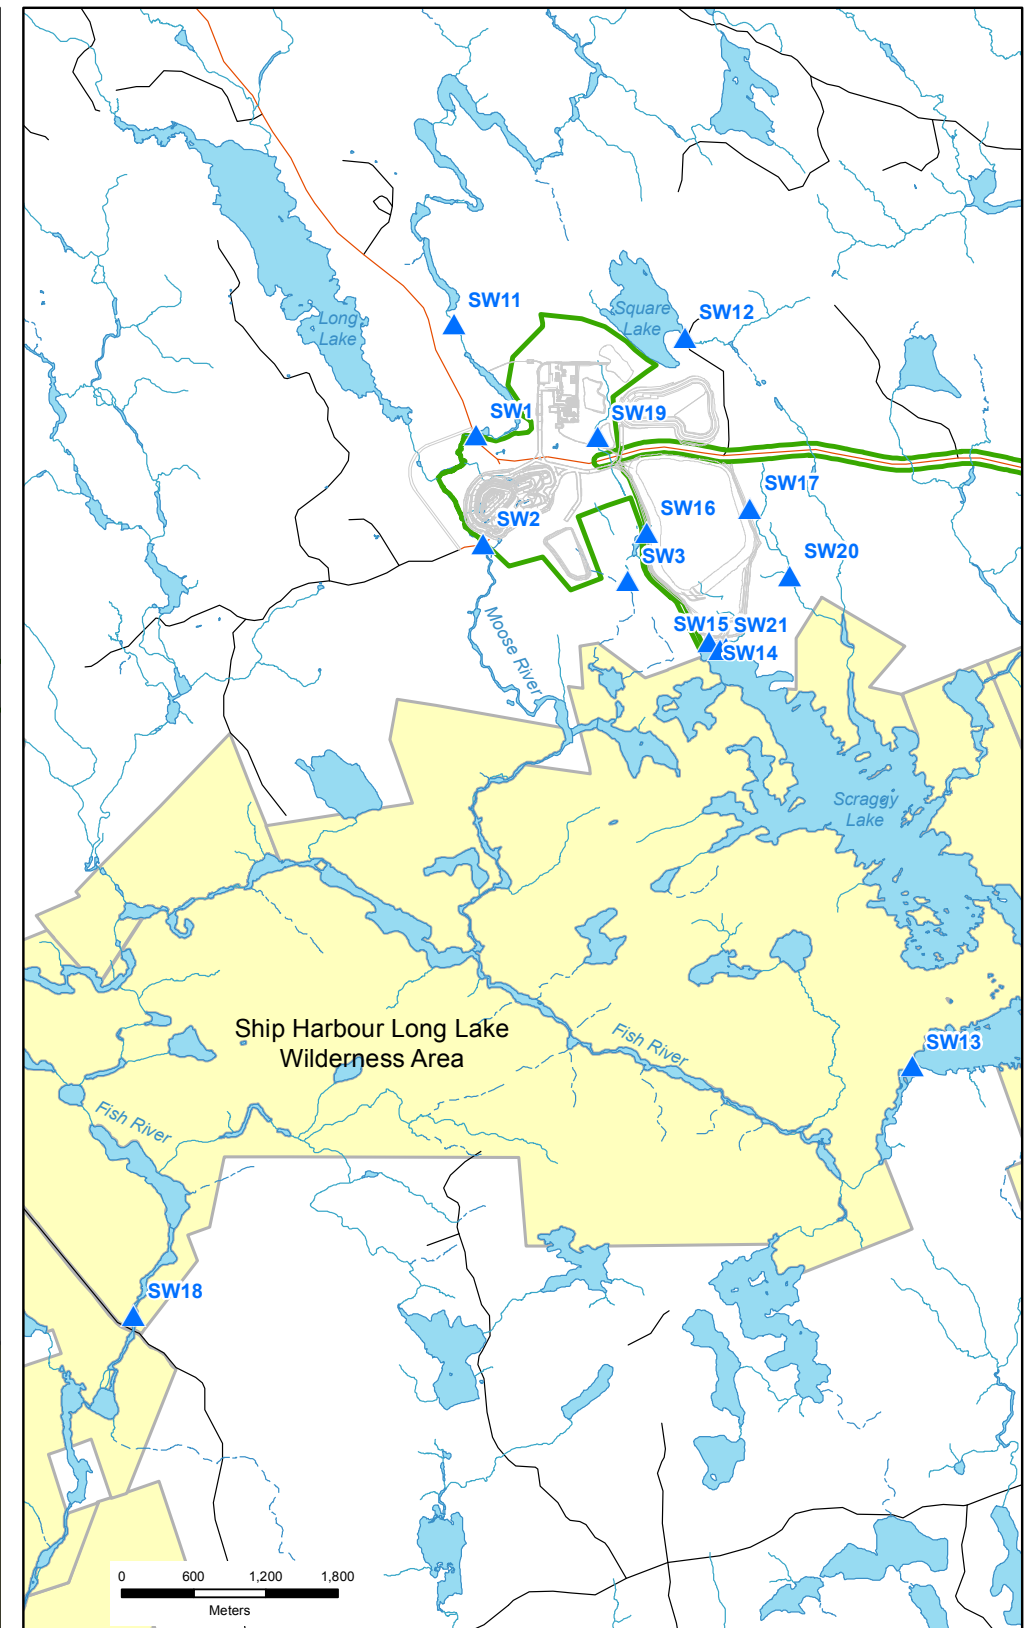 SW11
Square
Lake
SW12
Long
Lake
SW1
SW19
SW17
SW2
SW16
SW3
SW20
Moose River
SW15
SW21
SW14
Scraggy
Lake
Ship Harbour Long Lake
Wilderness Area
Fish River
SW13
Fish River
SW18
0 600 1,200 1,800
Meters